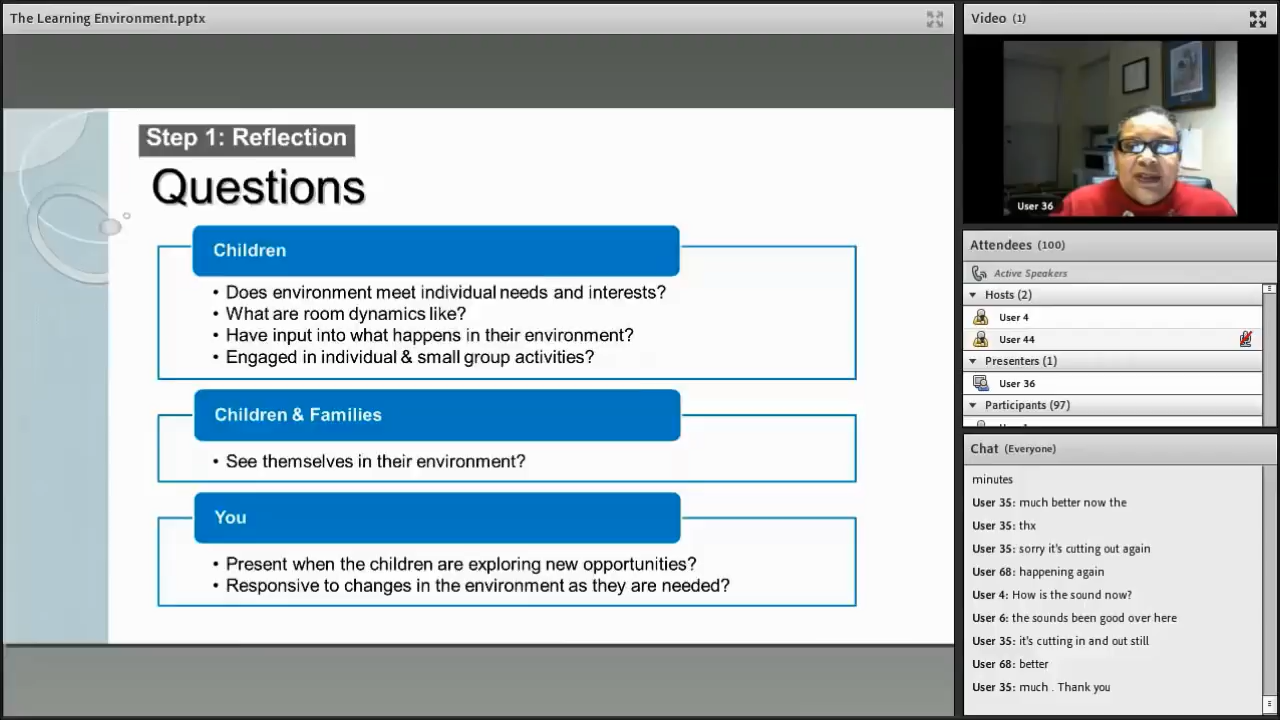 The Learning Environment.pptx
Step 1: Reflection
Questions
Children
• Does environment meet individual needs and interests?
• What are room dynamics like?
• Have input into what happens in their environment?
• Engaged in individual & small group activities?
Children & Families
• See themselves in their environment?
You
• Present when the children are exploring new opportunities?
• Responsive to changes in the environment as they are needed?
Video (1)
User 36
Attendees (100)
Active Speakers
Hosts (2)
User 4
User 44
Presenters (1)
User 36
Participants (97)
Chat (Everyone)
minutes
User 35: much better now the
User 35: thx
User 35: sorry it's cutting out again
User 68: happening again
User 4: How is the sound now?
User 6: the sounds been good over here
User 35: it's cutting in and out still
User 68: better
User 35: much . Thank you